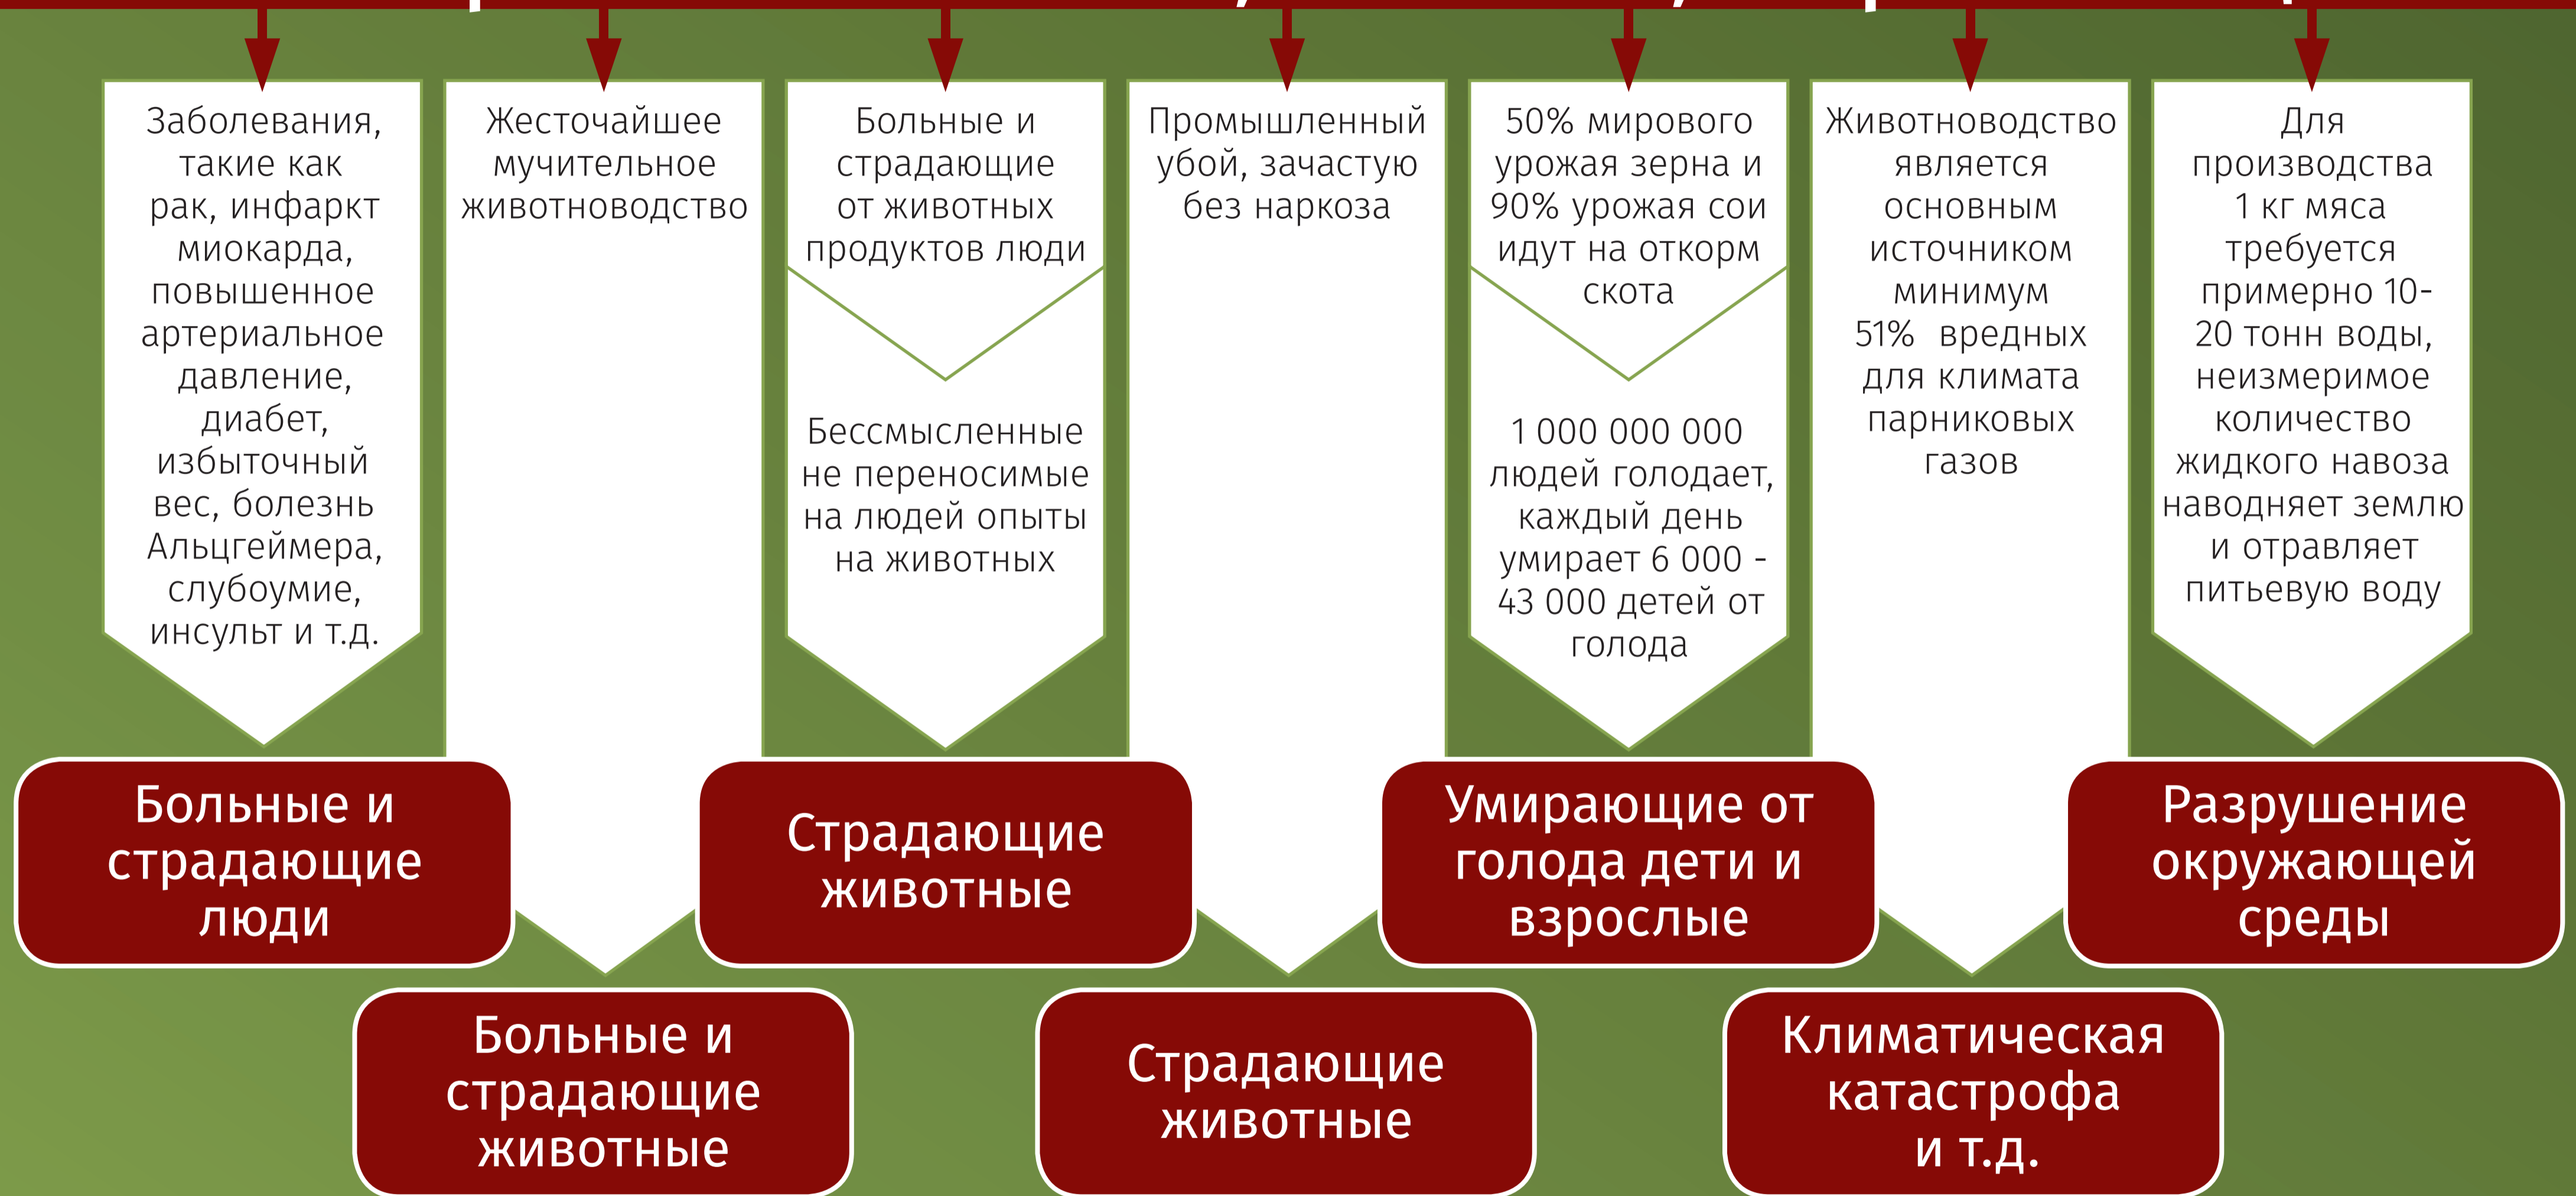 Заболевания,
такие как
рак, инфаркт
миокарда,
повышенное
артериальное
давление,
диабет,
избыточный
вес, болезнь
Альцгеймера,
слубоумие,
инсульт и т.д.
Больные и
страдающие
люди
Жесточайшее
мучительное
животноводство
Больные и
страдающие
животные
Больные и
страдающие
от животных
продуктов люди
Бессмысленные
не переносимые
на людей опыты
на животных
Страдающие
животные
Промышленный
убой, зачастую
без наркоза
Страдающие
животные
50% мирового
урожая зерна и
90% урожая сои
идут на откорм
скота
1 000 000 000
людей голодает,
каждый день
умирает 6 000 -
43 000 детей от
голода
Умирающие от
голода дети и
взрослые
Животноводство
является
основным
источником
минимум
51% вредных
для климата
парниковых
газов
Климатическая
катастрофа
и т.д.
Для
производства
1 кг мяса
требуется
примерно 10-
20 тонн воды,
неизмеримое
количество
жидкого навоза
наводняет землю
и отравляет
питьевую воду
Разрушение
окружающей
среды